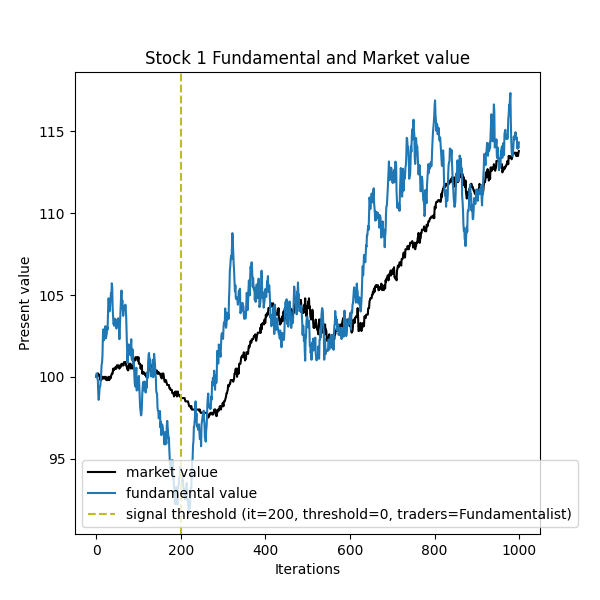 Stock 1 Fundamental and Market value
Present value
115
110
105
100
95
market value
fundamental value
signal threshold (it=200, threshold=0, traders=Fundamentalist)
0 200 400 600 800 1000
Iterations